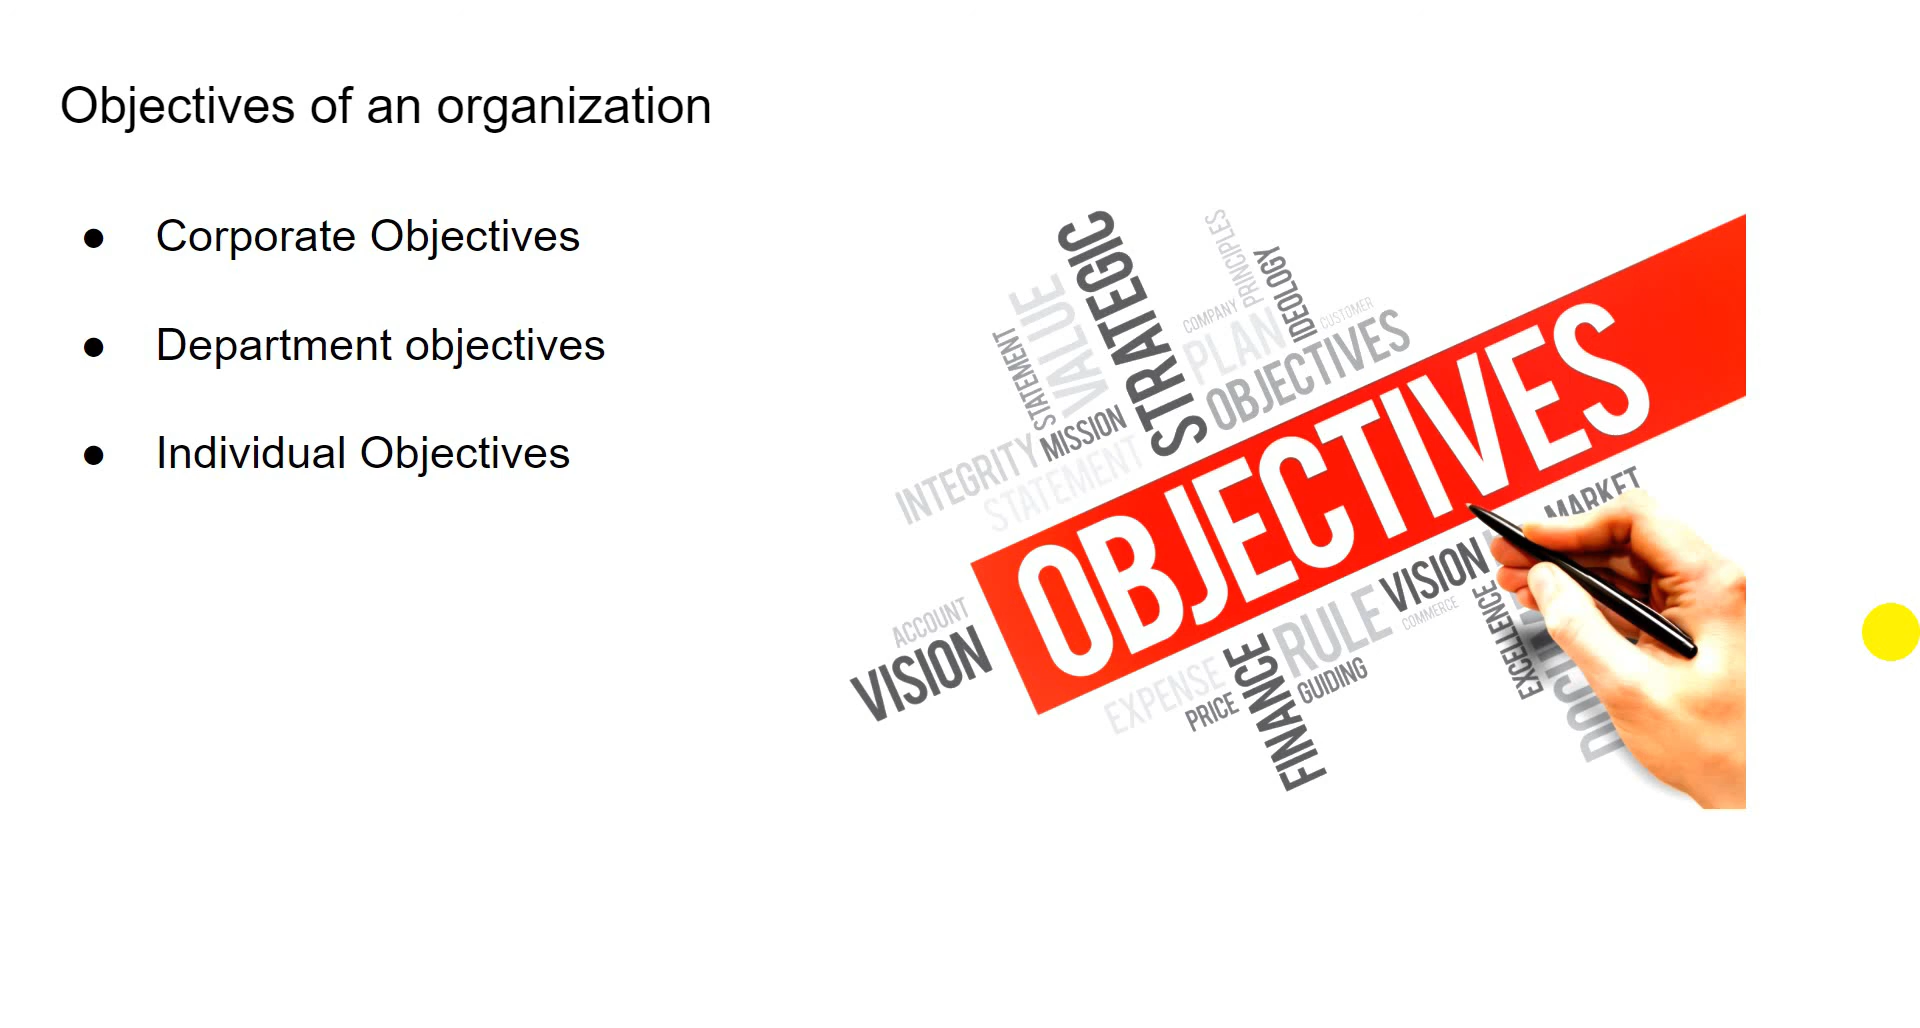 Objectives of an organization
● Corporate Objectives
● Department objectives
● Individual Objectives
STRATEGIC
PRINCIPLES
IDEOLOGY
VALUE
COMPANY
CUSTOMER
STATEMENT
PLAN
OBJECTIVES
MISSION
INTEGRITY
STATEMENT
OBJECTIVES
MARKET
VISION
ACCOUNT
VISION
RULE
COMMERCE
EXCELLENCE
EXPENSE
FINANCE
GUIDING
PRICE